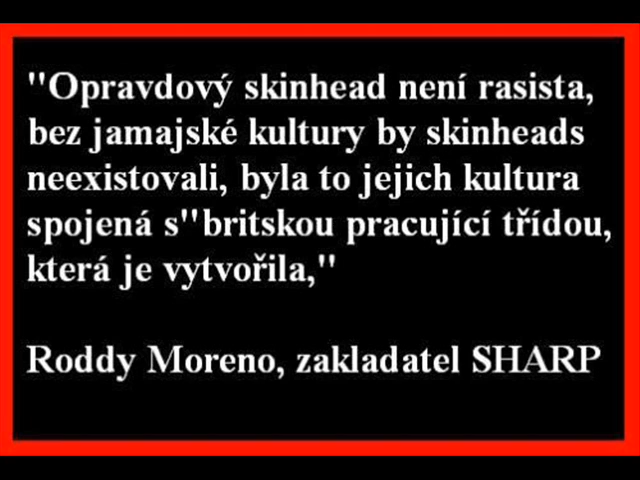 "Opravdový skinhead není rasista,
bez jamajské kultury by skinheads
neexistovali, byla to jejich kultura
spojená s"britskou pracující třídou,
která je vytvořila,"
Roddy Moreno, zakladatel SHARP